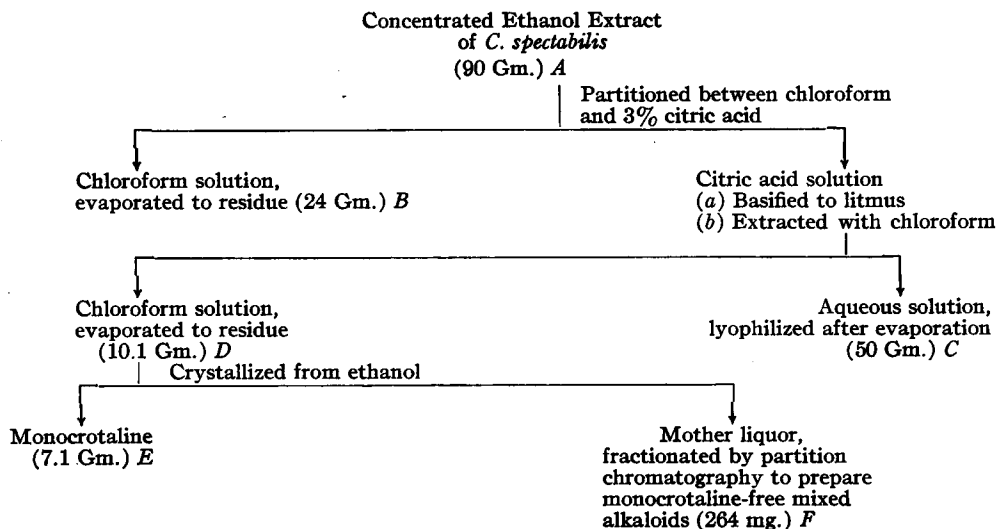 Concentrated Ethanol Extract
of C. spectabilis
(90 Gm.) A
Partitioned between chloroform
and 3% citric acid
Chloroform solution,
evaporated to residue (24 Gm.) B
Citric acid solution
(a) Basified to litmus
(b) Extracted with chloroform
Chloroform solution,
evaporated to residue
(10.1 Gm.) D
Aqueous solution,
lyophilized after evaporation
(50 Gm.) C
Crystallized from ethanol
Monocrotaline
(7.1 Gm.) E
Mother liquor,
fractionated by partition
chromatography to prepare
monocrotaline-free mixed
alkaloids (264 mg.) F